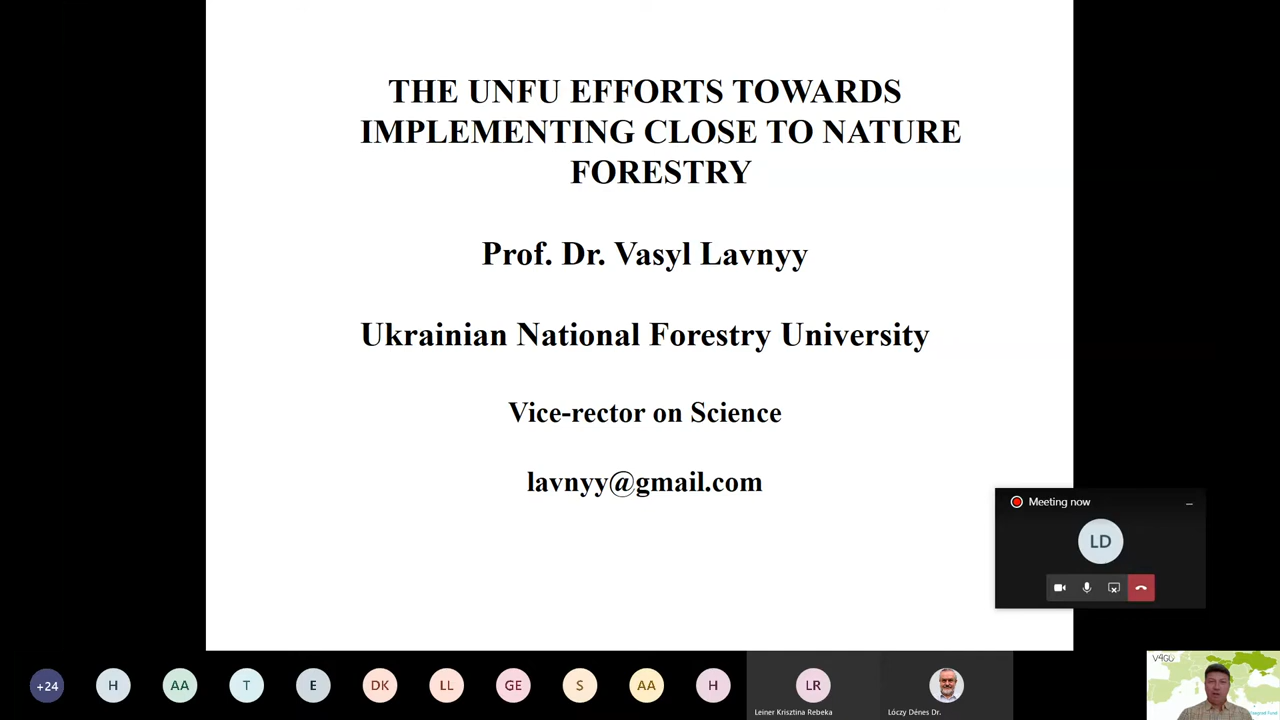 THE UNFU EFFORTS TOWARDS
IMPLEMENTING CLOSE TO NATURE
FORESTRY
Prof. Dr. Vasyl Lavnyy
Ukrainian National Forestry University
Vice-rector on Science
lavnyy@gmail.com
Meeting now
LD
+24
H
AA
T
E
DK
LL
GE
S
AA
H
LR
Leiner Krisztina Rebeka
Lóczy Dénes Dr.